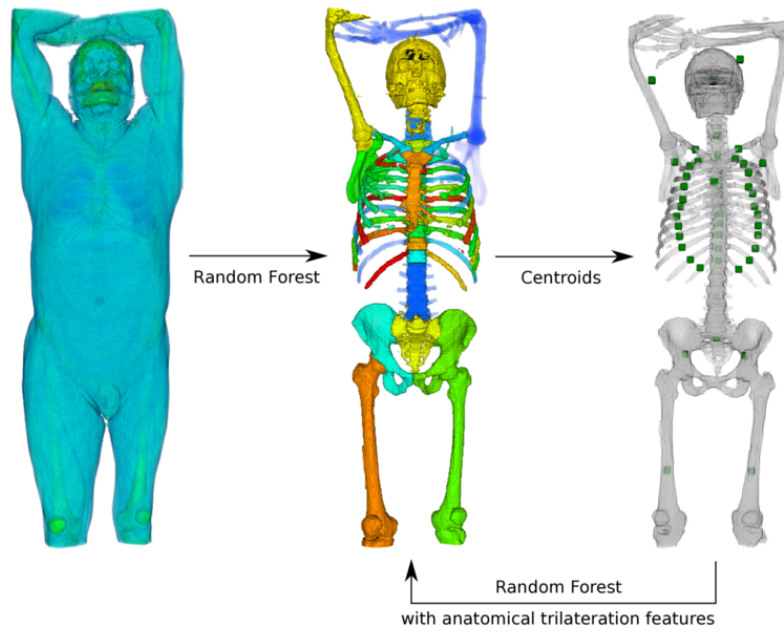 Random Forest
Centroids
Random Forest
with anatomical trilateration features